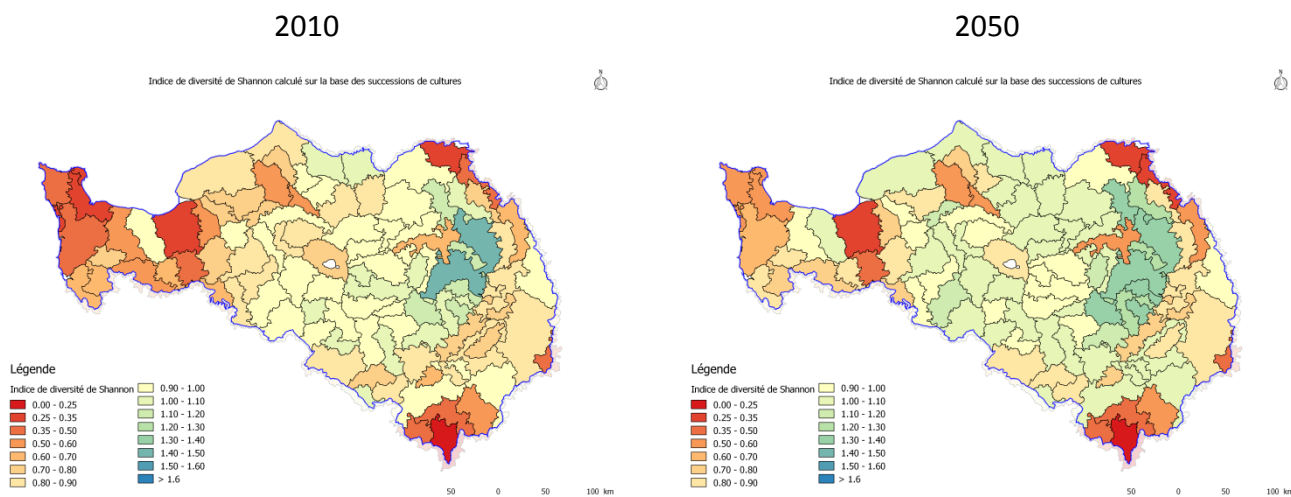 2010
Indice de diversité de Shannon calculé sur la base des successions de cultures
N
Légende
Indice de diversité de Shannon
0.00 - 0.25
0.25 - 0.35
0.35 - 0.50
0.50 - 0.60
0.60 - 0.70
0.70 - 0.80
0.80 - 0.90
0.90 - 1.00
1.00 - 1.10
1.10 - 1.20
1.20 - 1.30
1.30 - 1.40
1.40 - 1.50
1.50 - 1.60
> 1.6
50 0 50 100 km
2050
Indice de diversité de Shannon calculé sur la base des successions de cultures
N
Légende
Indice de diversité de Shannon
0.00 - 0.25
0.25 - 0.35
0.35 - 0.50
0.50 - 0.60
0.60 - 0.70
0.70 - 0.80
0.80 - 0.90
0.90 - 1.00
1.00 - 1.10
1.10 - 1.20
1.20 - 1.30
1.30 - 1.40
1.40 - 1.50
1.50 - 1.60
> 1.6
50 0 50 100 km